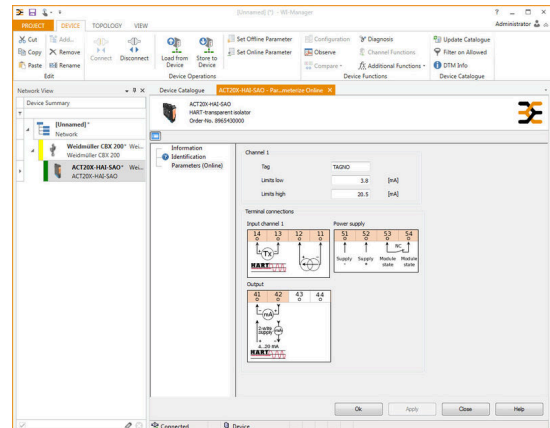 [Unnamed] (*) - WI-Manager
PROJECT DEVICE TOPOLOGY VIEW
Administrator
Cut
Copy
Paste
Add...
Remove
Rename
Edit
Connect
Disconnect
Load from Device
Store to Device
Device Operations
Set Offline Parameter
Set Online Parameter
Configuration
Observe
Compare
Diagnosis
Channel Functions
Additional Functions
Device Functions
Update Catalogue
Filter on Allowed
DTM Info
Device Catalogue
Network View
Device Summary
[Unnamed]*
Network
Weidmüller CBX 200* Wei...
Weidmüller CBX 200
ACT20X-HAI-SAO* Wei...
ACT20X-HAI-SAO
Device Catalogue
ACT20X-HAI-SAO - Par...meterize Online
ACT20X-HAI-SAO
HART-transparent isolator
Order-No. 8965430000
Information
Identification
Parameters (Online)
Channel 1
Tag TAGNO
Limits low 3.8 [mA]
Limits high 20.5 [mA]
Terminal connections
Input channel 1
14 13 12 11
Tx
HART
Power supply
51 52 53 54
NC
Supply - Supply + Module state Module state
Output
41 42 43 44
mA
2-wire supply mA
4...20 mA
HART
Ok Apply Close Help
Connected Device